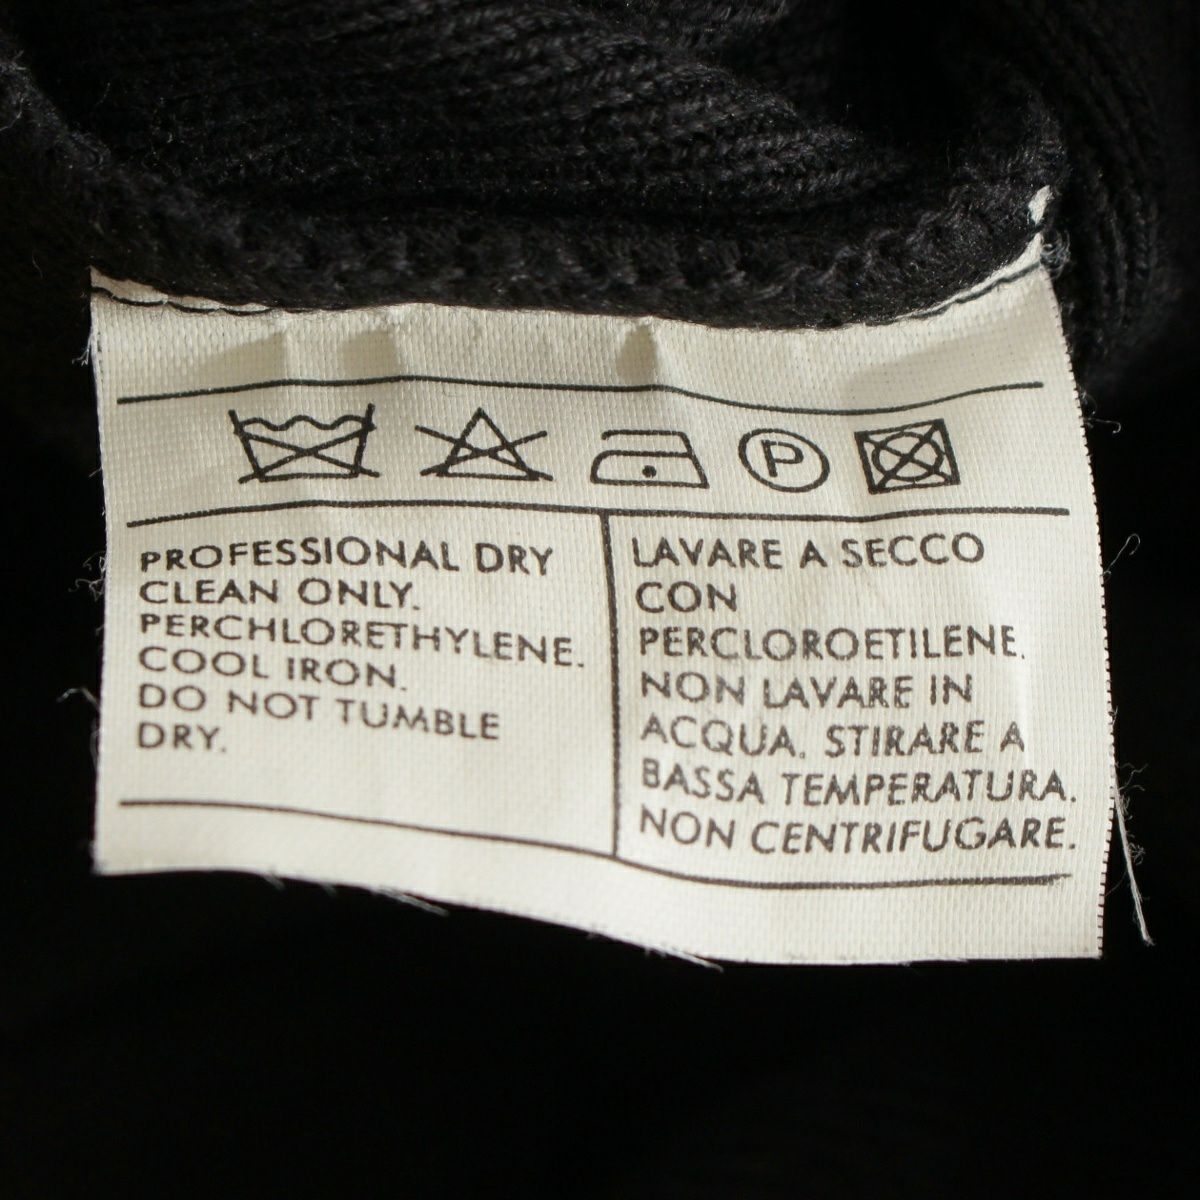 P
PROFESSIONAL DRY
CLEAN ONLY.
PERCHLORETHYLENE.
COOL IRON.
DO NOT TUMBLE
DRY.
LAVARE A SECCO
CON
PERCLOROETILENE.
NON LAVARE IN
ACQUA. STIRARE A
BASSA TEMPERATURA.
NON CENTRIFUGARE.